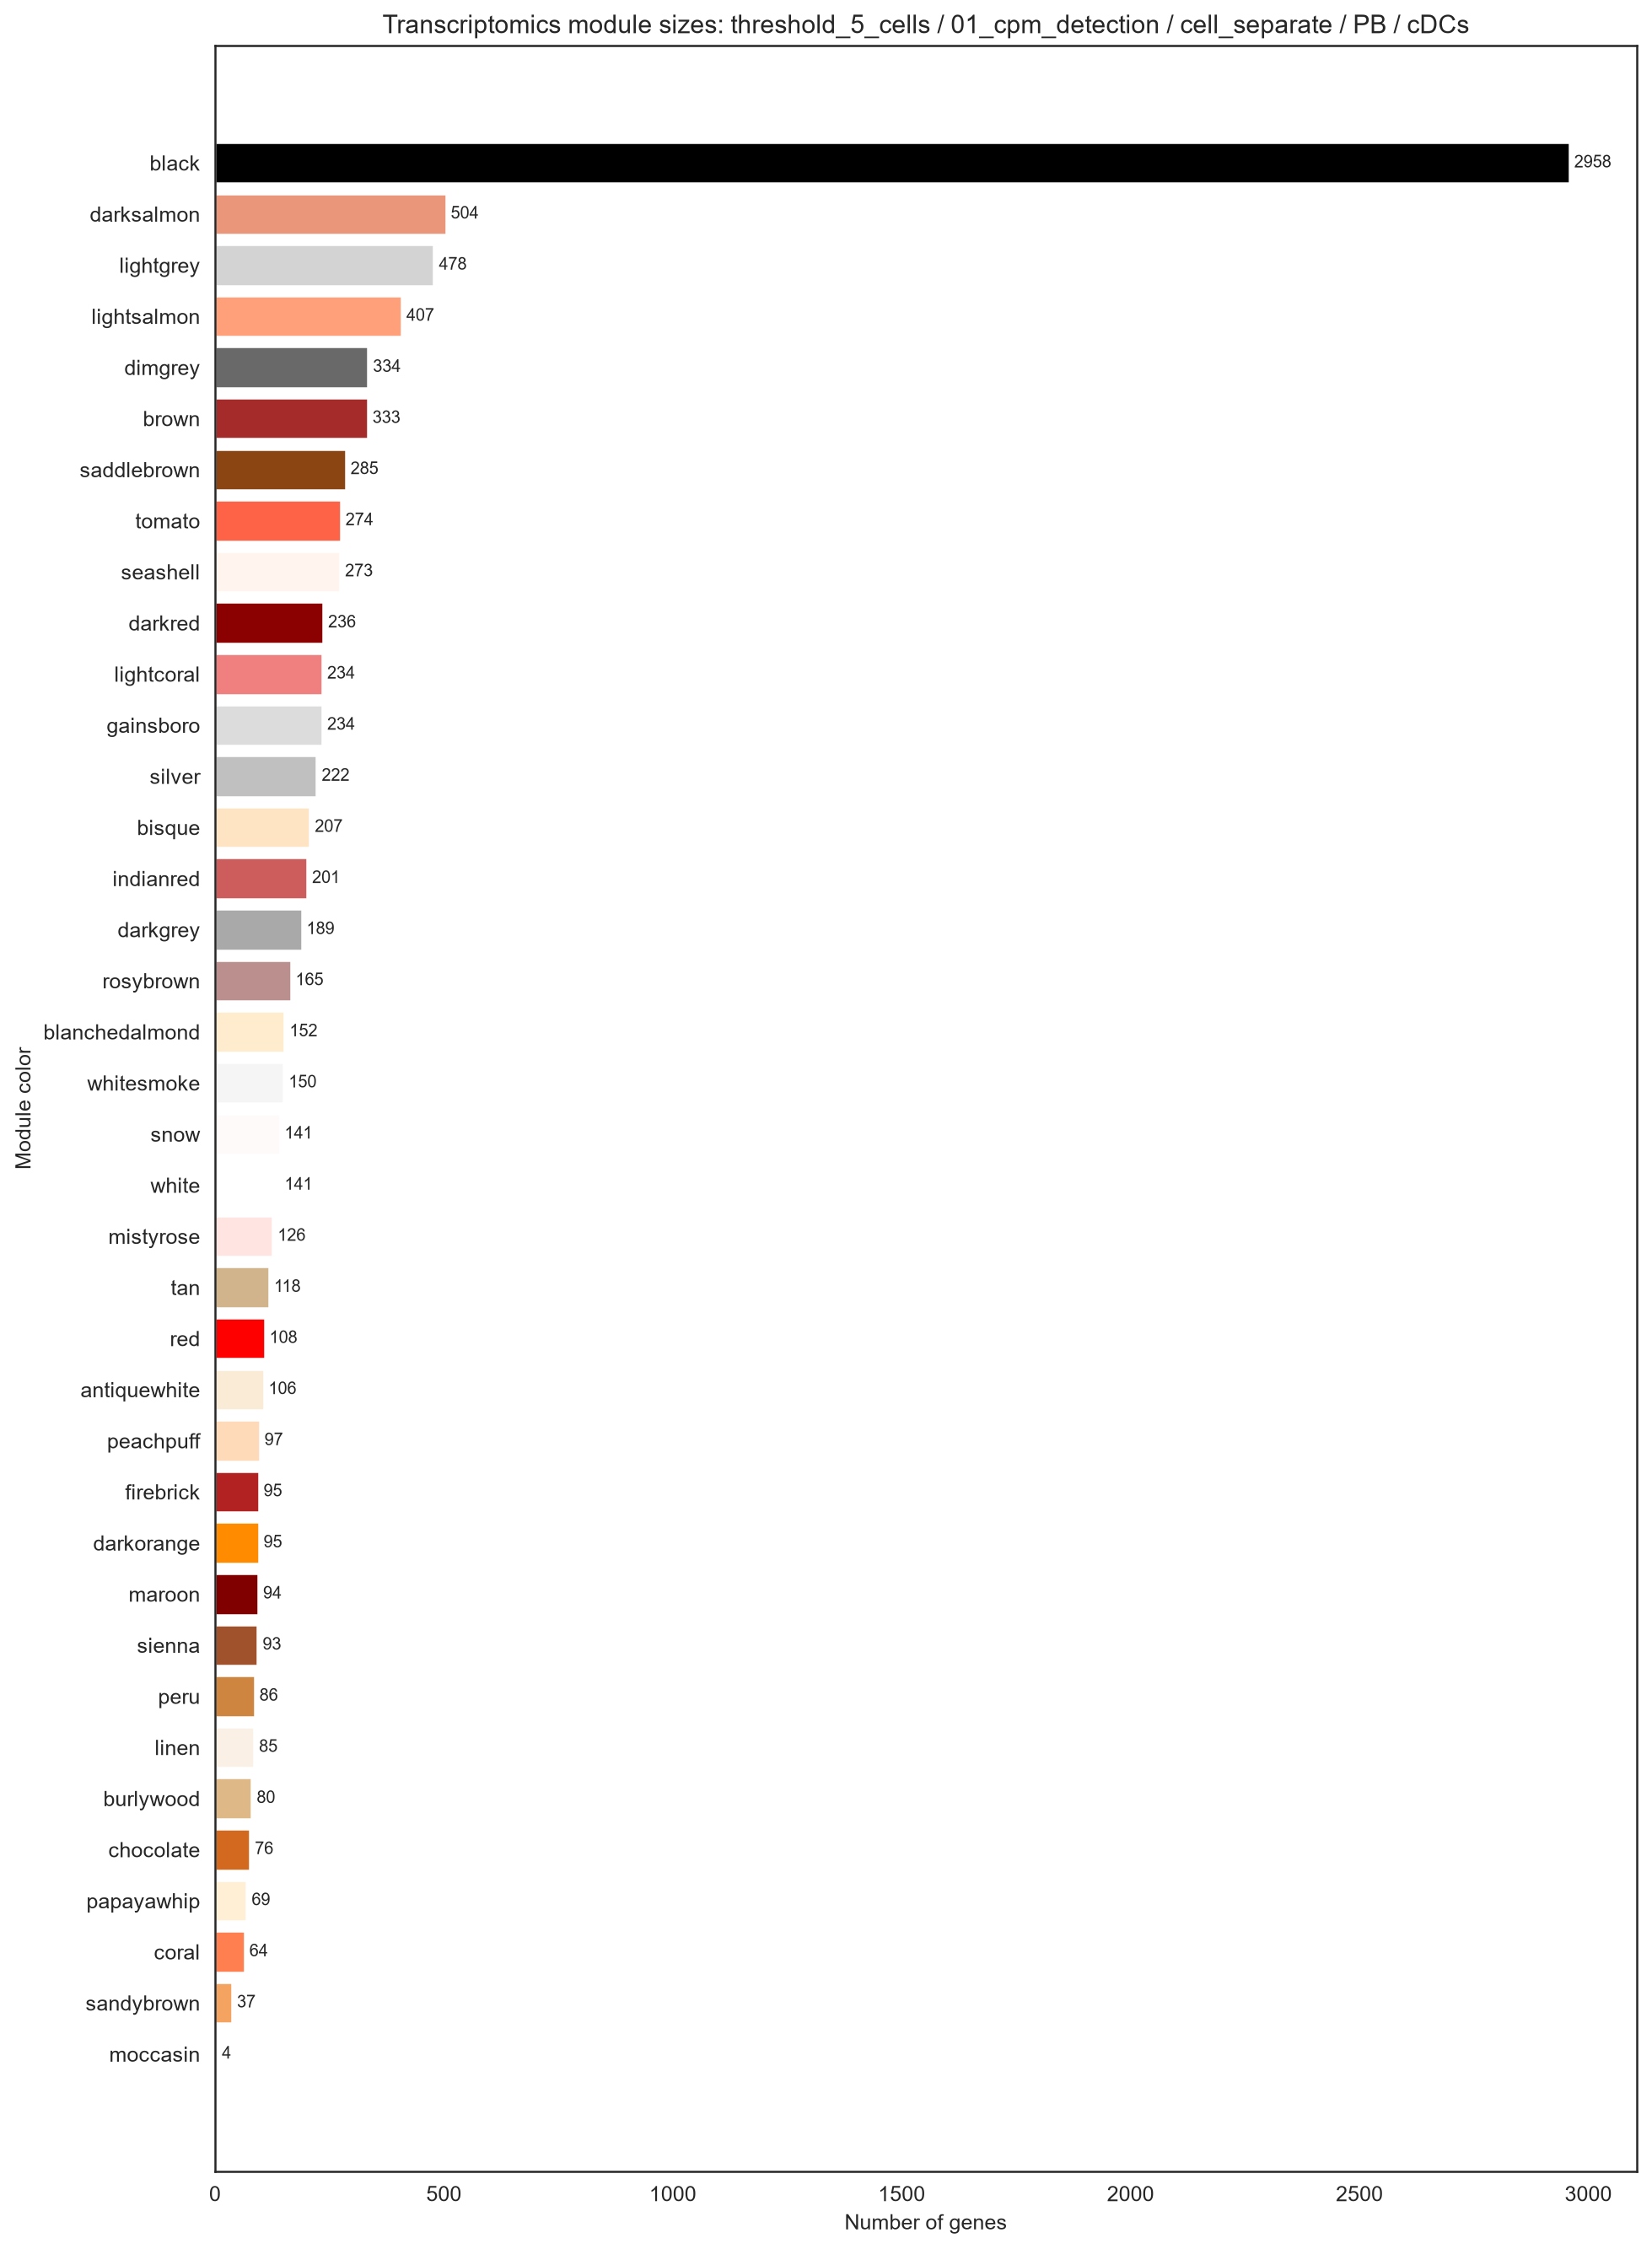 Transcriptomics module sizes: threshold_5_cells / 01_cpm_detection / cell_separate / PB / cDCs
black 2958
darksalmon 504
lightgrey 478
lightsalmon 407
dimgrey 334
brown 333
saddlebrown 285
tomato 274
seashell 273
darkred 236
lightcoral 234
gainsboro 234
silver 222
bisque 207
indianred 201
darkgrey 189
rosybrown 165
blanchedalmond 152
whitesmoke 150
snow 141
white 141
mistyrose 126
tan 118
red 108
antiquewhite 106
peachpuff 97
firebrick 95
darkorange 95
maroon 94
sienna 93
peru 86
linen 85
burlywood 80
chocolate 76
papayawhip 69
coral 64
sandybrown 37
moccasin 4
Module color
0 500 1000 1500 2000 2500 3000
Number of genes